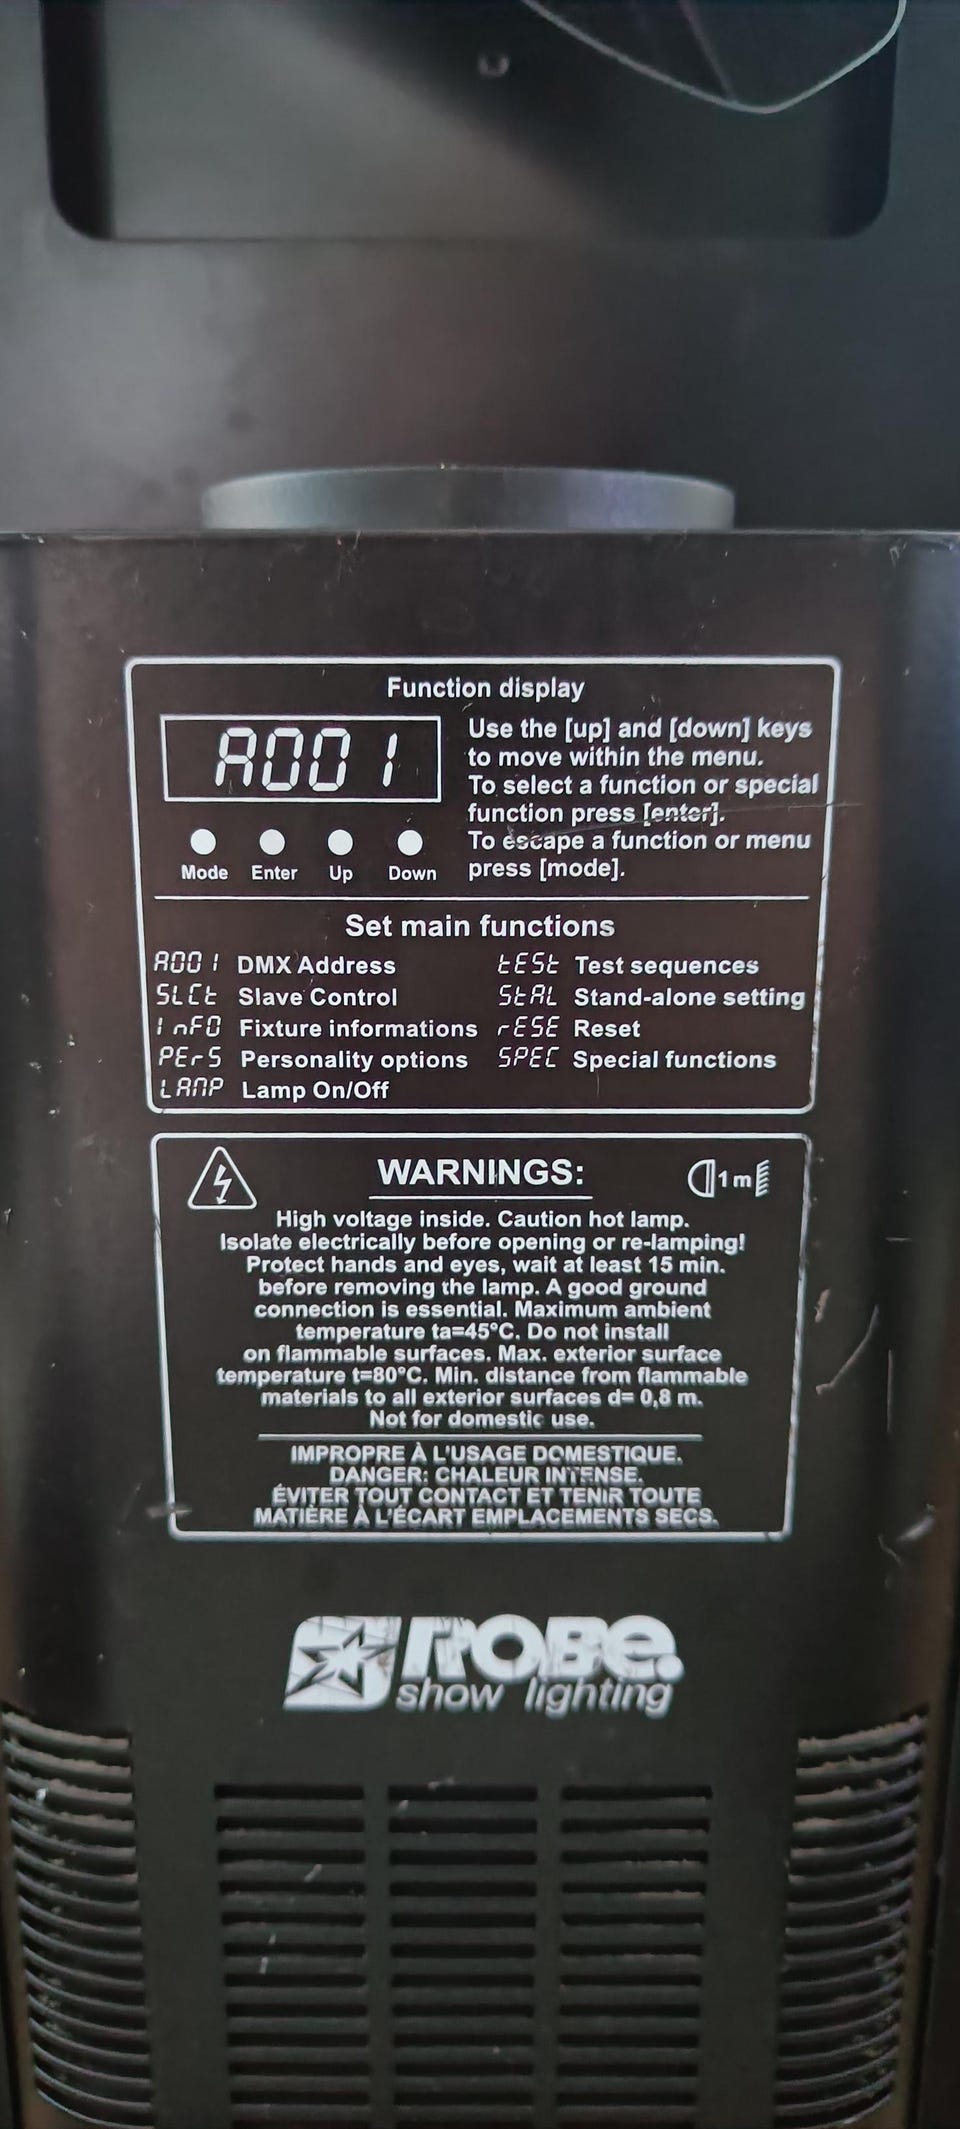 Function display
A001
Use the [up] and [down] keys
to move within the menu.
To select a function or special
function press [enter].
To escape a function or menu
press [mode].
Mode Enter Up Down
Set main functions
A001 DMX Address
SLCt Slave Control
InFO Fixture informations
PErS Personality options
LAMP Lamp On/Off
tESt Test sequences
StAL Stand-alone setting
rESE Reset
SPEC Special functions
WARNINGS:
1m
High voltage inside. Caution hot lamp.
Isolate electrically before opening or re-lamping!
Protect hands and eyes, wait at least 15 min.
before removing the lamp. A good ground
connection is essential. Maximum ambient
temperature ta=45°C. Do not install
on flammable surfaces. Max. exterior surface
temperature t=80°C. Min. distance from flammable
materials to all exterior surfaces d= 0,8 m.
Not for domestic use.
IMPROPRE À L'USAGE DOMESTIQUE.
DANGER: CHALEUR INTENSE.
ÉVITER TOUT CONTACT ET TENIR TOUTE
MATIÈRE À L'ÉCART EMPLACEMENTS SECS.
ROBE.
show lighting